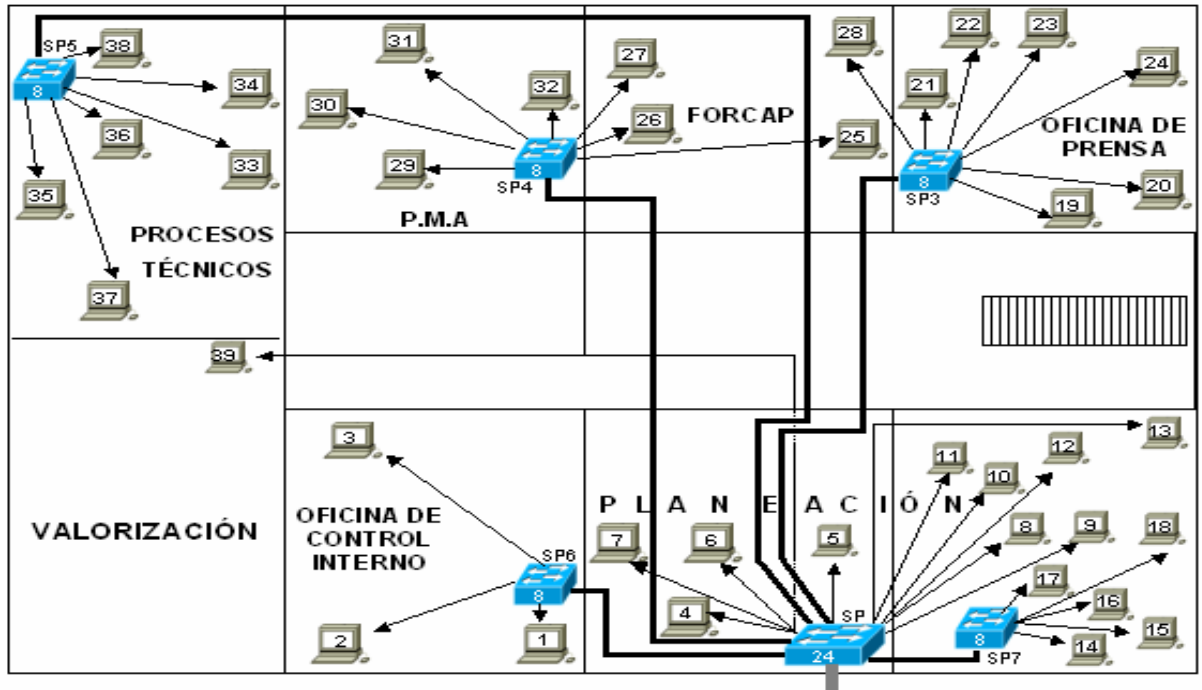 SP5
38
34
8
36
33
35
PROCESOS
TÉCNICOS
37
31
27
32
30
26
FORCAP
29
8
SP4
P.M.A
25
28
22
23
21
24
OFICINA DE
PRENSA
8
SP3
19
20
39
VALORIZACIÓN
3
OFICINA DE
CONTROL
INTERNO
SP6
8
2
1
PLANEACIÓN
7
6
5
4
SP
24
11
10
12
13
8
9
18
17
16
15
14
8
SP7